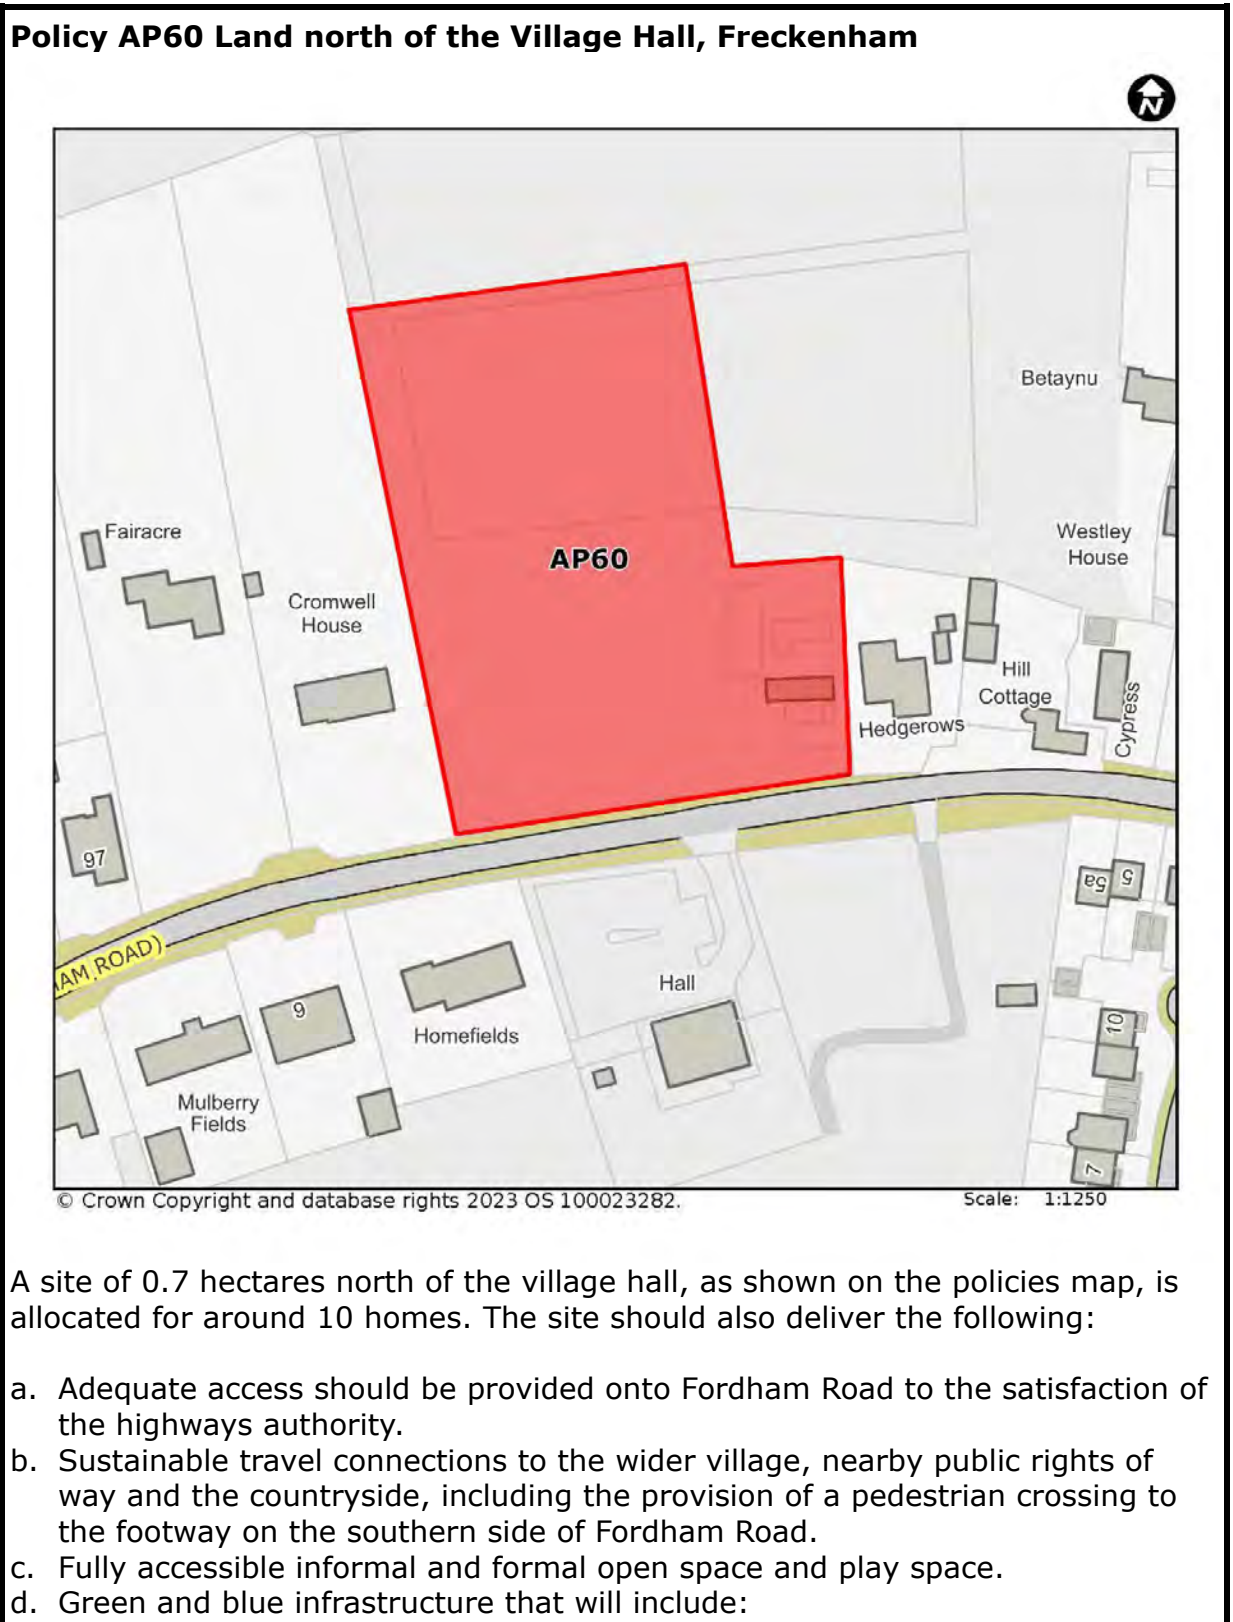 Policy AP60 Land north of the Village Hall, Freckenham
N
Betaynu
Fairacre
Westley
House
AP60
Cromwell
House
Hill
Cottage
Cypress
Hedgerows
97
5a
5
HAM ROAD)
Hall
9
Homefields
10
Mulberry
Fields
7
© Crown Copyright and database rights 2023 OS 100023282.
Scale: 1:1250
A site of 0.7 hectares north of the village hall, as shown on the policies map, is
allocated for around 10 homes. The site should also deliver the following:
a. Adequate access should be provided onto Fordham Road to the satisfaction of
the highways authority.
b. Sustainable travel connections to the wider village, nearby public rights of
way and the countryside, including the provision of a pedestrian crossing to
the footway on the southern side of Fordham Road.
c. Fully accessible informal and formal open space and play space.
d. Green and blue infrastructure that will include: